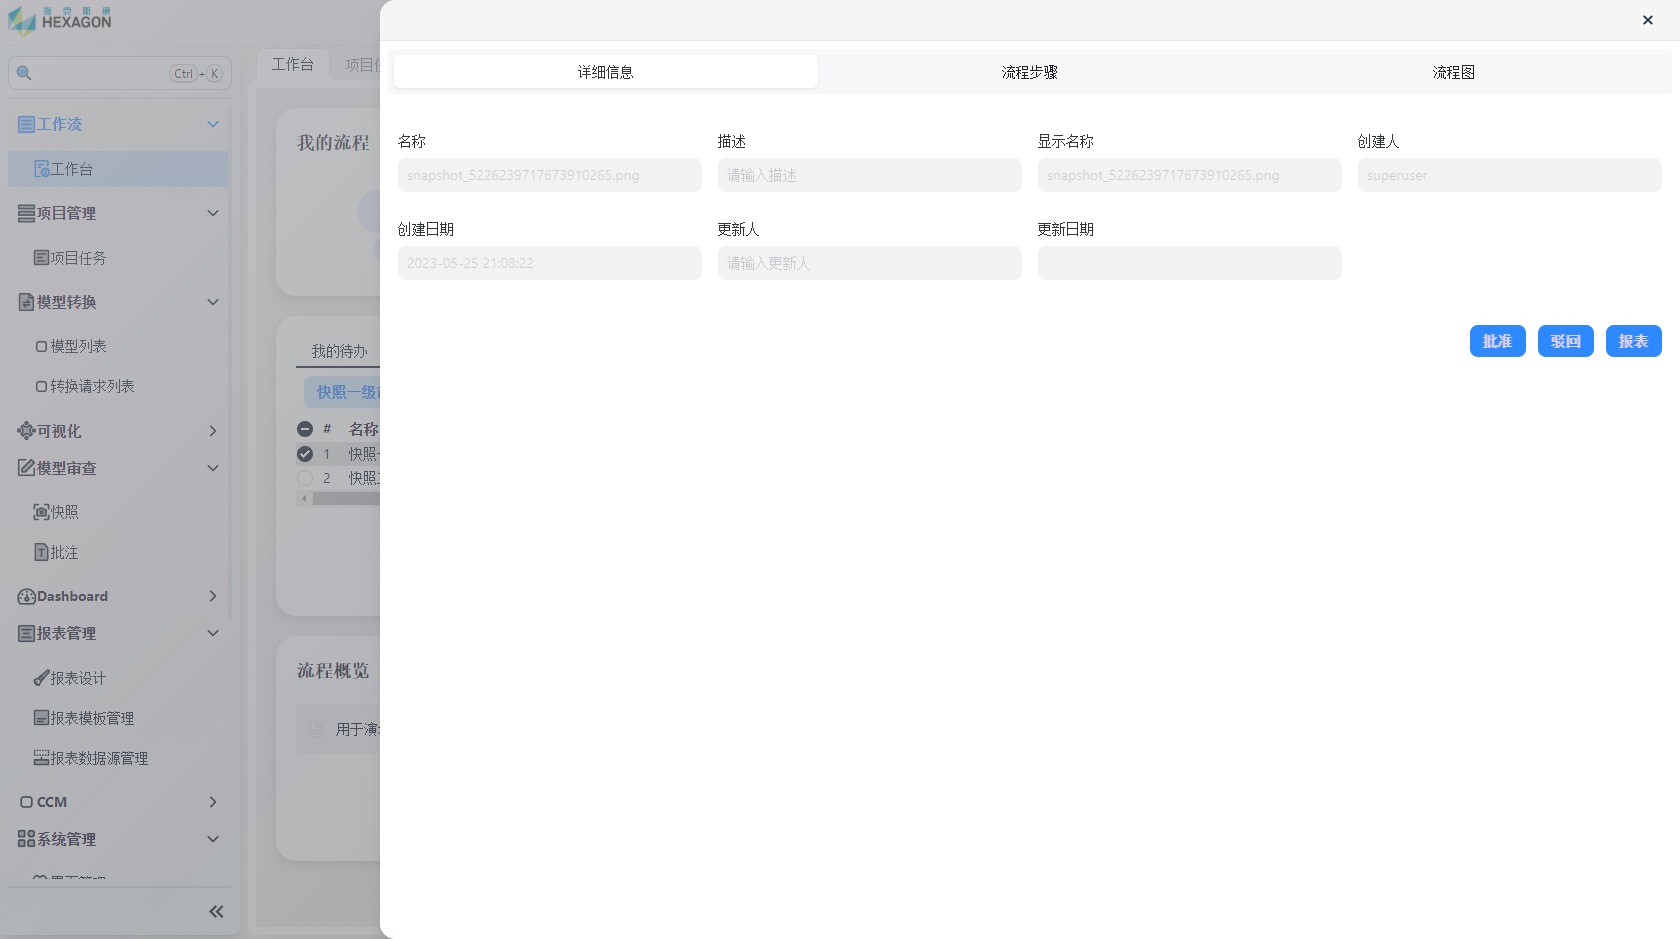 海克斯康
HEXAGON
Ctrl + K
工作流
工作台
项目管理
项目任务
模型转换
模型列表
转换请求列表
可视化
模型审查
快照
批注
Dashboard
报表管理
报表设计
报表模板管理
报表数据源管理
CCM
系统管理
工作台
我的流程
我的待办
快照一级
# 名称
1 快照
2 快照
流程概览
用于演
详细信息 流程步骤 流程图
名称 描述 显示名称 创建人
snapshot_5226239717673910265.png 请输入描述 snapshot_5226239717673910265.png superuser
创建日期 更新人 更新日期
2023-05-25 21:08:22 请输入更新人
批准 驳回 报表